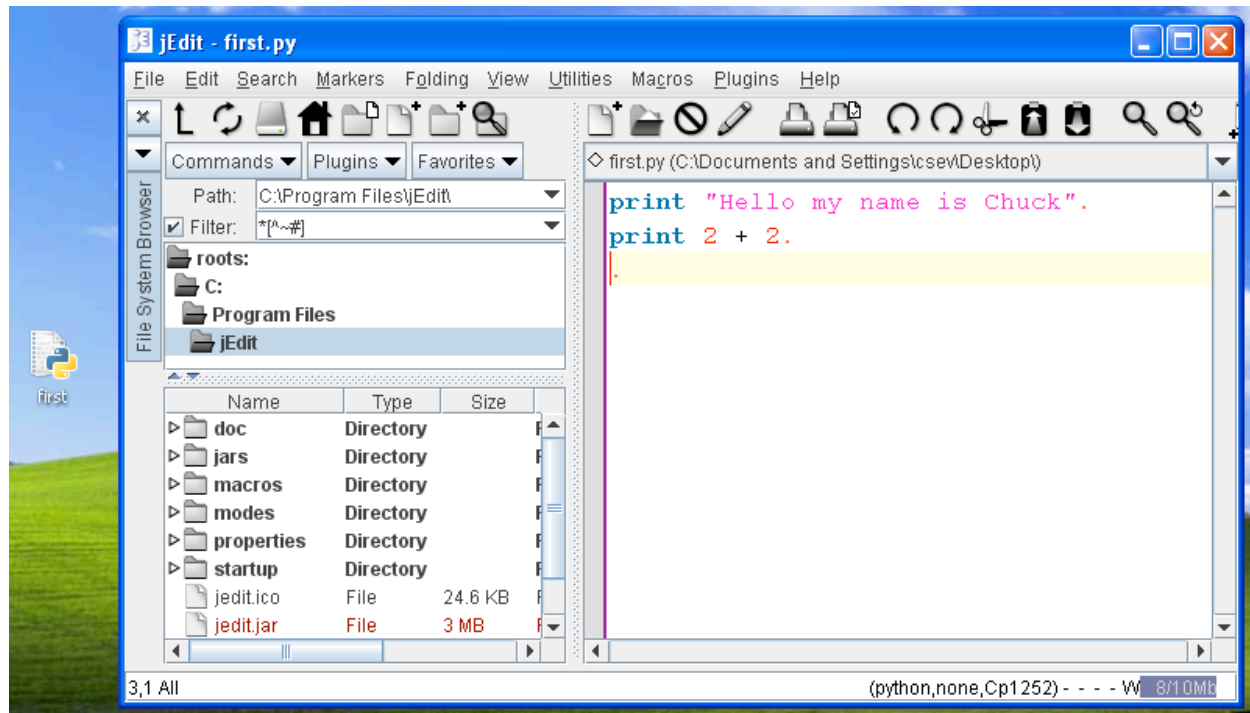 jEdit - first.py
File Edit Search Markers Folding View Utilities Macros Plugins Help
Commands Plugins Favorites
first.py (C:\Documents and Settings\csev\Desktop\)
File System Browser
Path: C:\Program Files\jEdit\
Filter: *[^~#]
roots:
C:
Program Files
jEdit
Name Type Size
doc Directory
jars Directory
macros Directory
modes Directory
properties Directory
startup Directory
jedit.ico File 24.6 KB
jedit.jar File 3 MB
print "Hello my name is Chuck".
print 2 + 2.
.
first
3,1 All
(python,none,Cp1252) - - - - W 8/10Mb